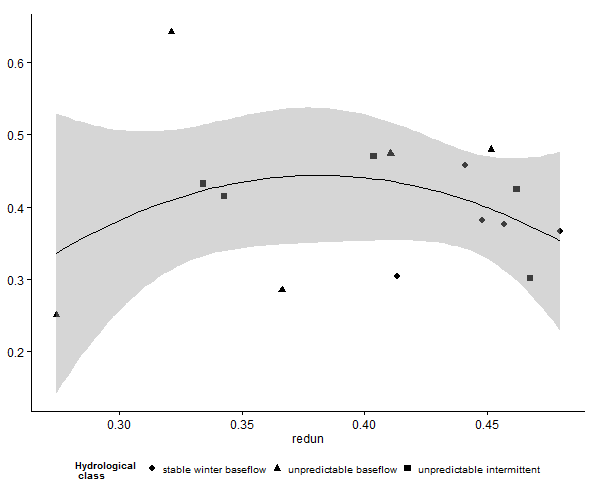 0.6
0.5
0.4
0.3
0.2
0.30 0.35 0.40 0.45
redun
Hydrological
class
stable winter baseflow unpredictable baseflow unpredictable intermittent